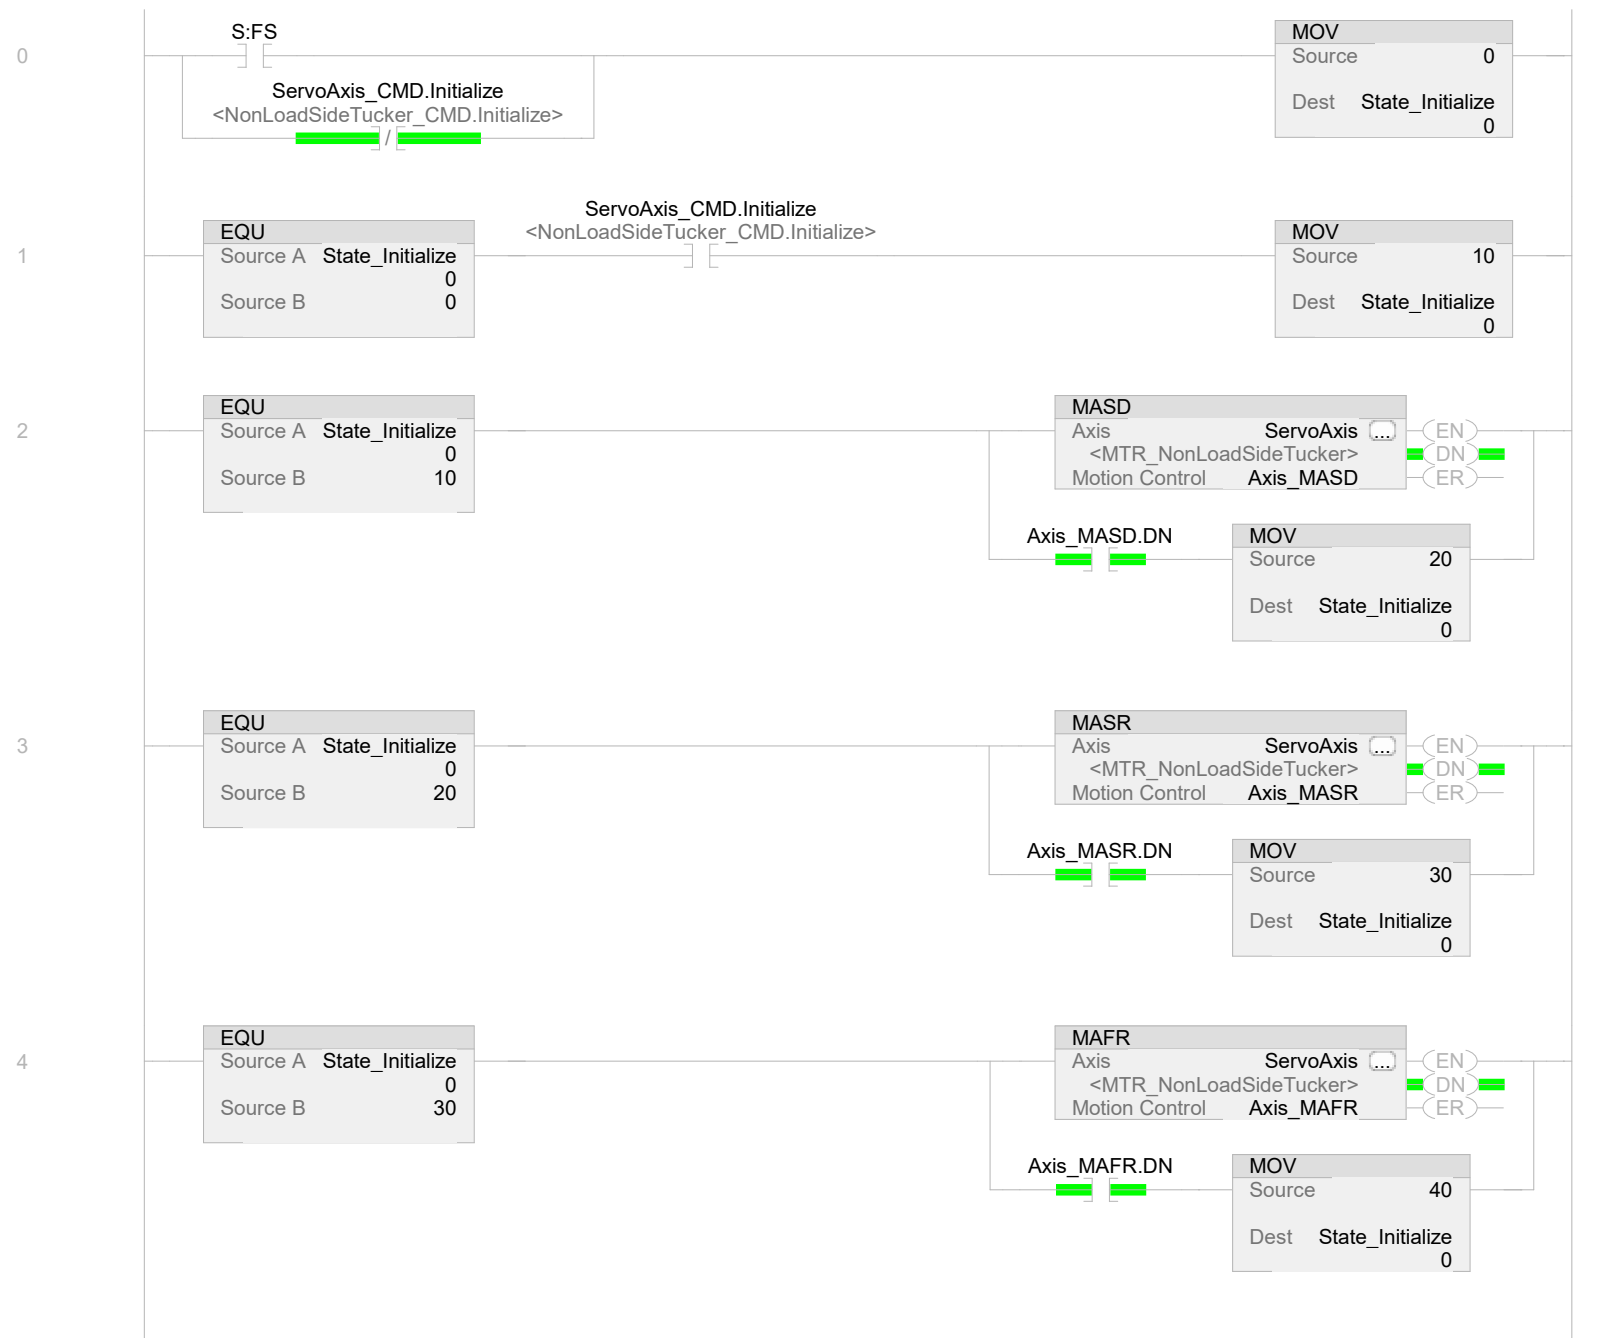 0
S:FS
MOV
Source 0
ServoAxis_CMD.Initialize
<NonLoadSideTucker_CMD.Initialize>
/
Dest State_Initialize
0
1
EQU
Source A State_Initialize
0
Source B 0
ServoAxis_CMD.Initialize
<NonLoadSideTucker_CMD.Initialize>
MOV
Source 10
Dest State_Initialize
0
2
EQU
Source A State_Initialize
0
Source B 10
MASD
Axis ServoAxis ...
<MTR_NonLoadSideTucker>
Motion Control Axis_MASD
EN
DN
ER
Axis_MASD.DN
MOV
Source 20
Dest State_Initialize
0
3
EQU
Source A State_Initialize
0
Source B 20
MASR
Axis ServoAxis ...
<MTR_NonLoadSideTucker>
Motion Control Axis_MASR
EN
DN
ER
Axis_MASR.DN
MOV
Source 30
Dest State_Initialize
0
4
EQU
Source A State_Initialize
0
Source B 30
MAFR
Axis ServoAxis ...
<MTR_NonLoadSideTucker>
Motion Control Axis_MAFR
EN
DN
ER
Axis_MAFR.DN
MOV
Source 40
Dest State_Initialize
0